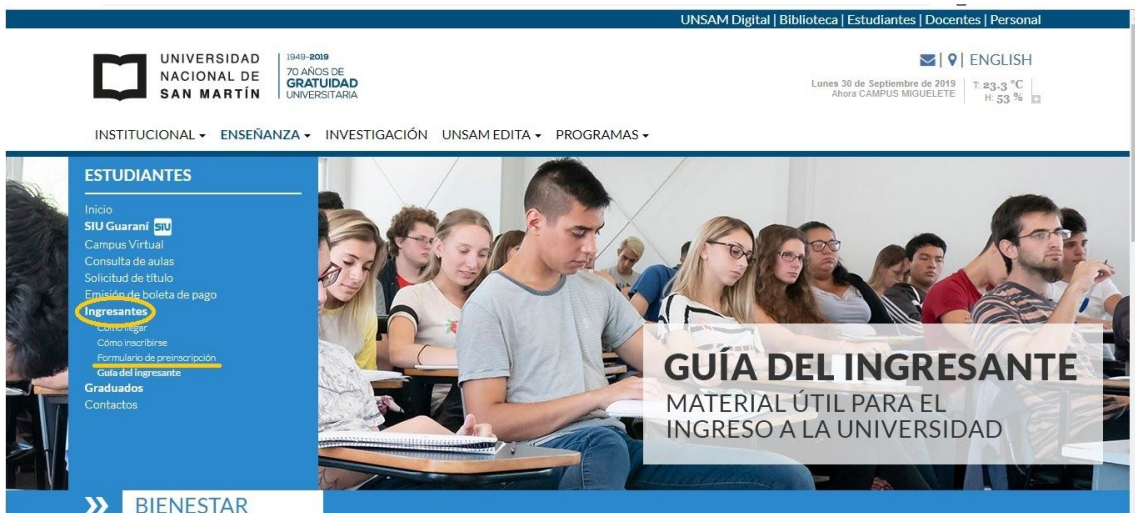 UNSAM Digital | Biblioteca | Estudiantes | Docentes | Personal
UNIVERSIDAD
NACIONAL DE
SAN MARTÍN
1949-2019
70 AÑOS DE
GRATUIDAD
UNIVERSITARIA
ENGLISH
Lunes 30 de Septiembre de 2019
Ahora CAMPUS MIGUELETE
T: 23.3 °C
H: 53 %
INSTITUCIONAL ENSEÑANZA INVESTIGACIÓN UNSAM EDITA PROGRAMAS
ESTUDIANTES
Inicio
SIU Guaraní SIU
Campus Virtual
Consulta de aulas
Solicitud de título
Emisión de boleta de pago
Ingresantes
Cómo llegar
Cómo inscribirse
Formulario de preinscripción
Guía del ingresante
Graduados
Contactos
GUÍA DEL INGRESANTE
MATERIAL ÚTIL PARA EL
INGRESO A LA UNIVERSIDAD
BIENESTAR